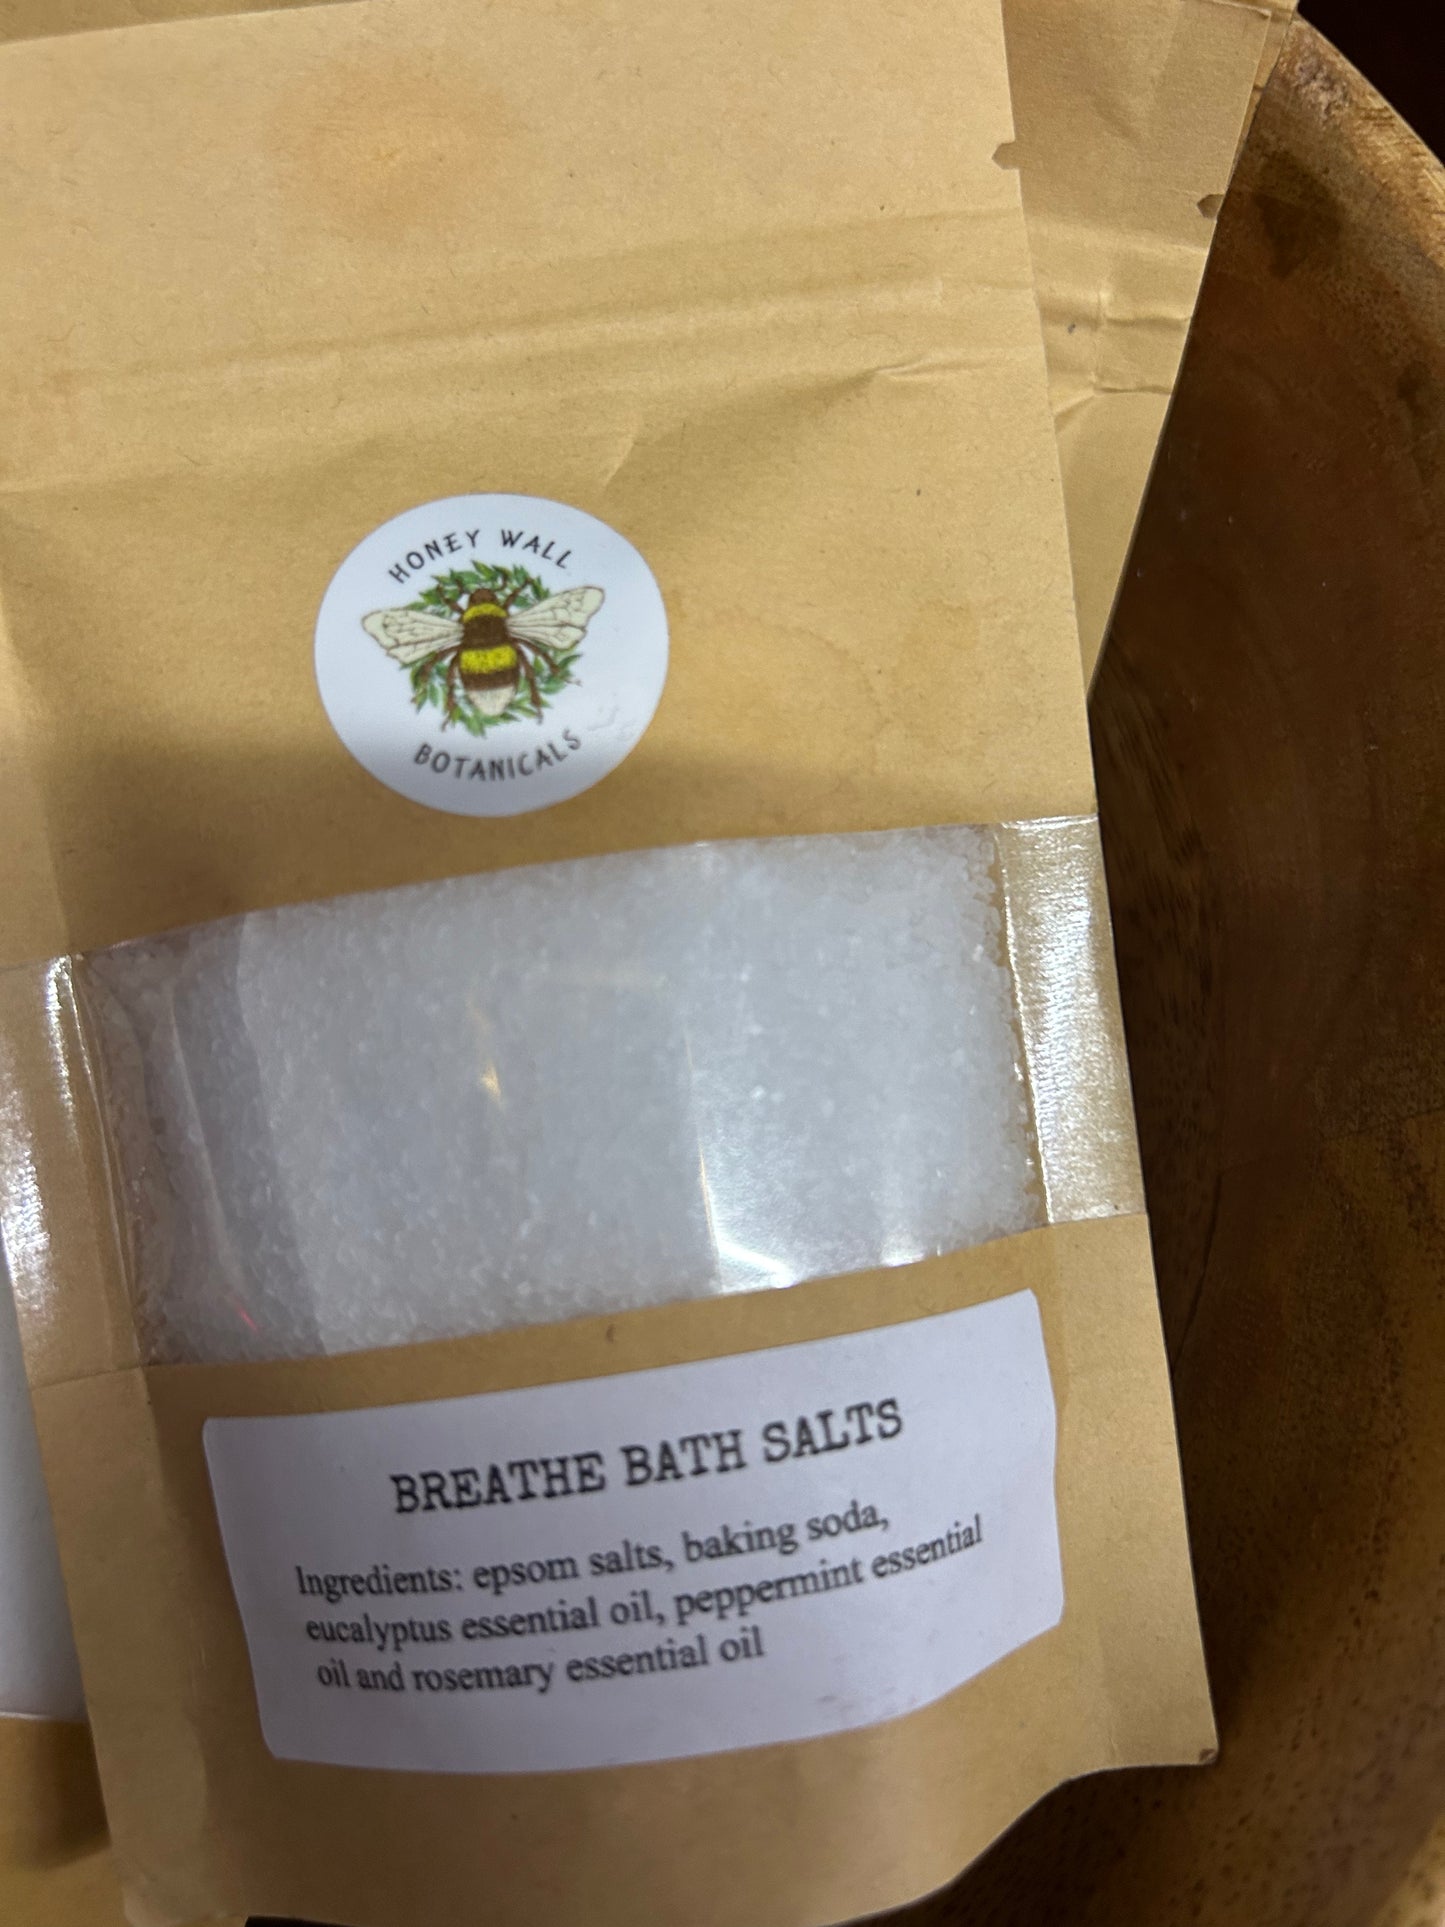 HONEY WALL
BOTANICALS
BREATHE BATH SALTS
Ingredients: epsom salts, baking soda,
eucalyptus essential oil, peppermint essential
oil and rosemary essential oil